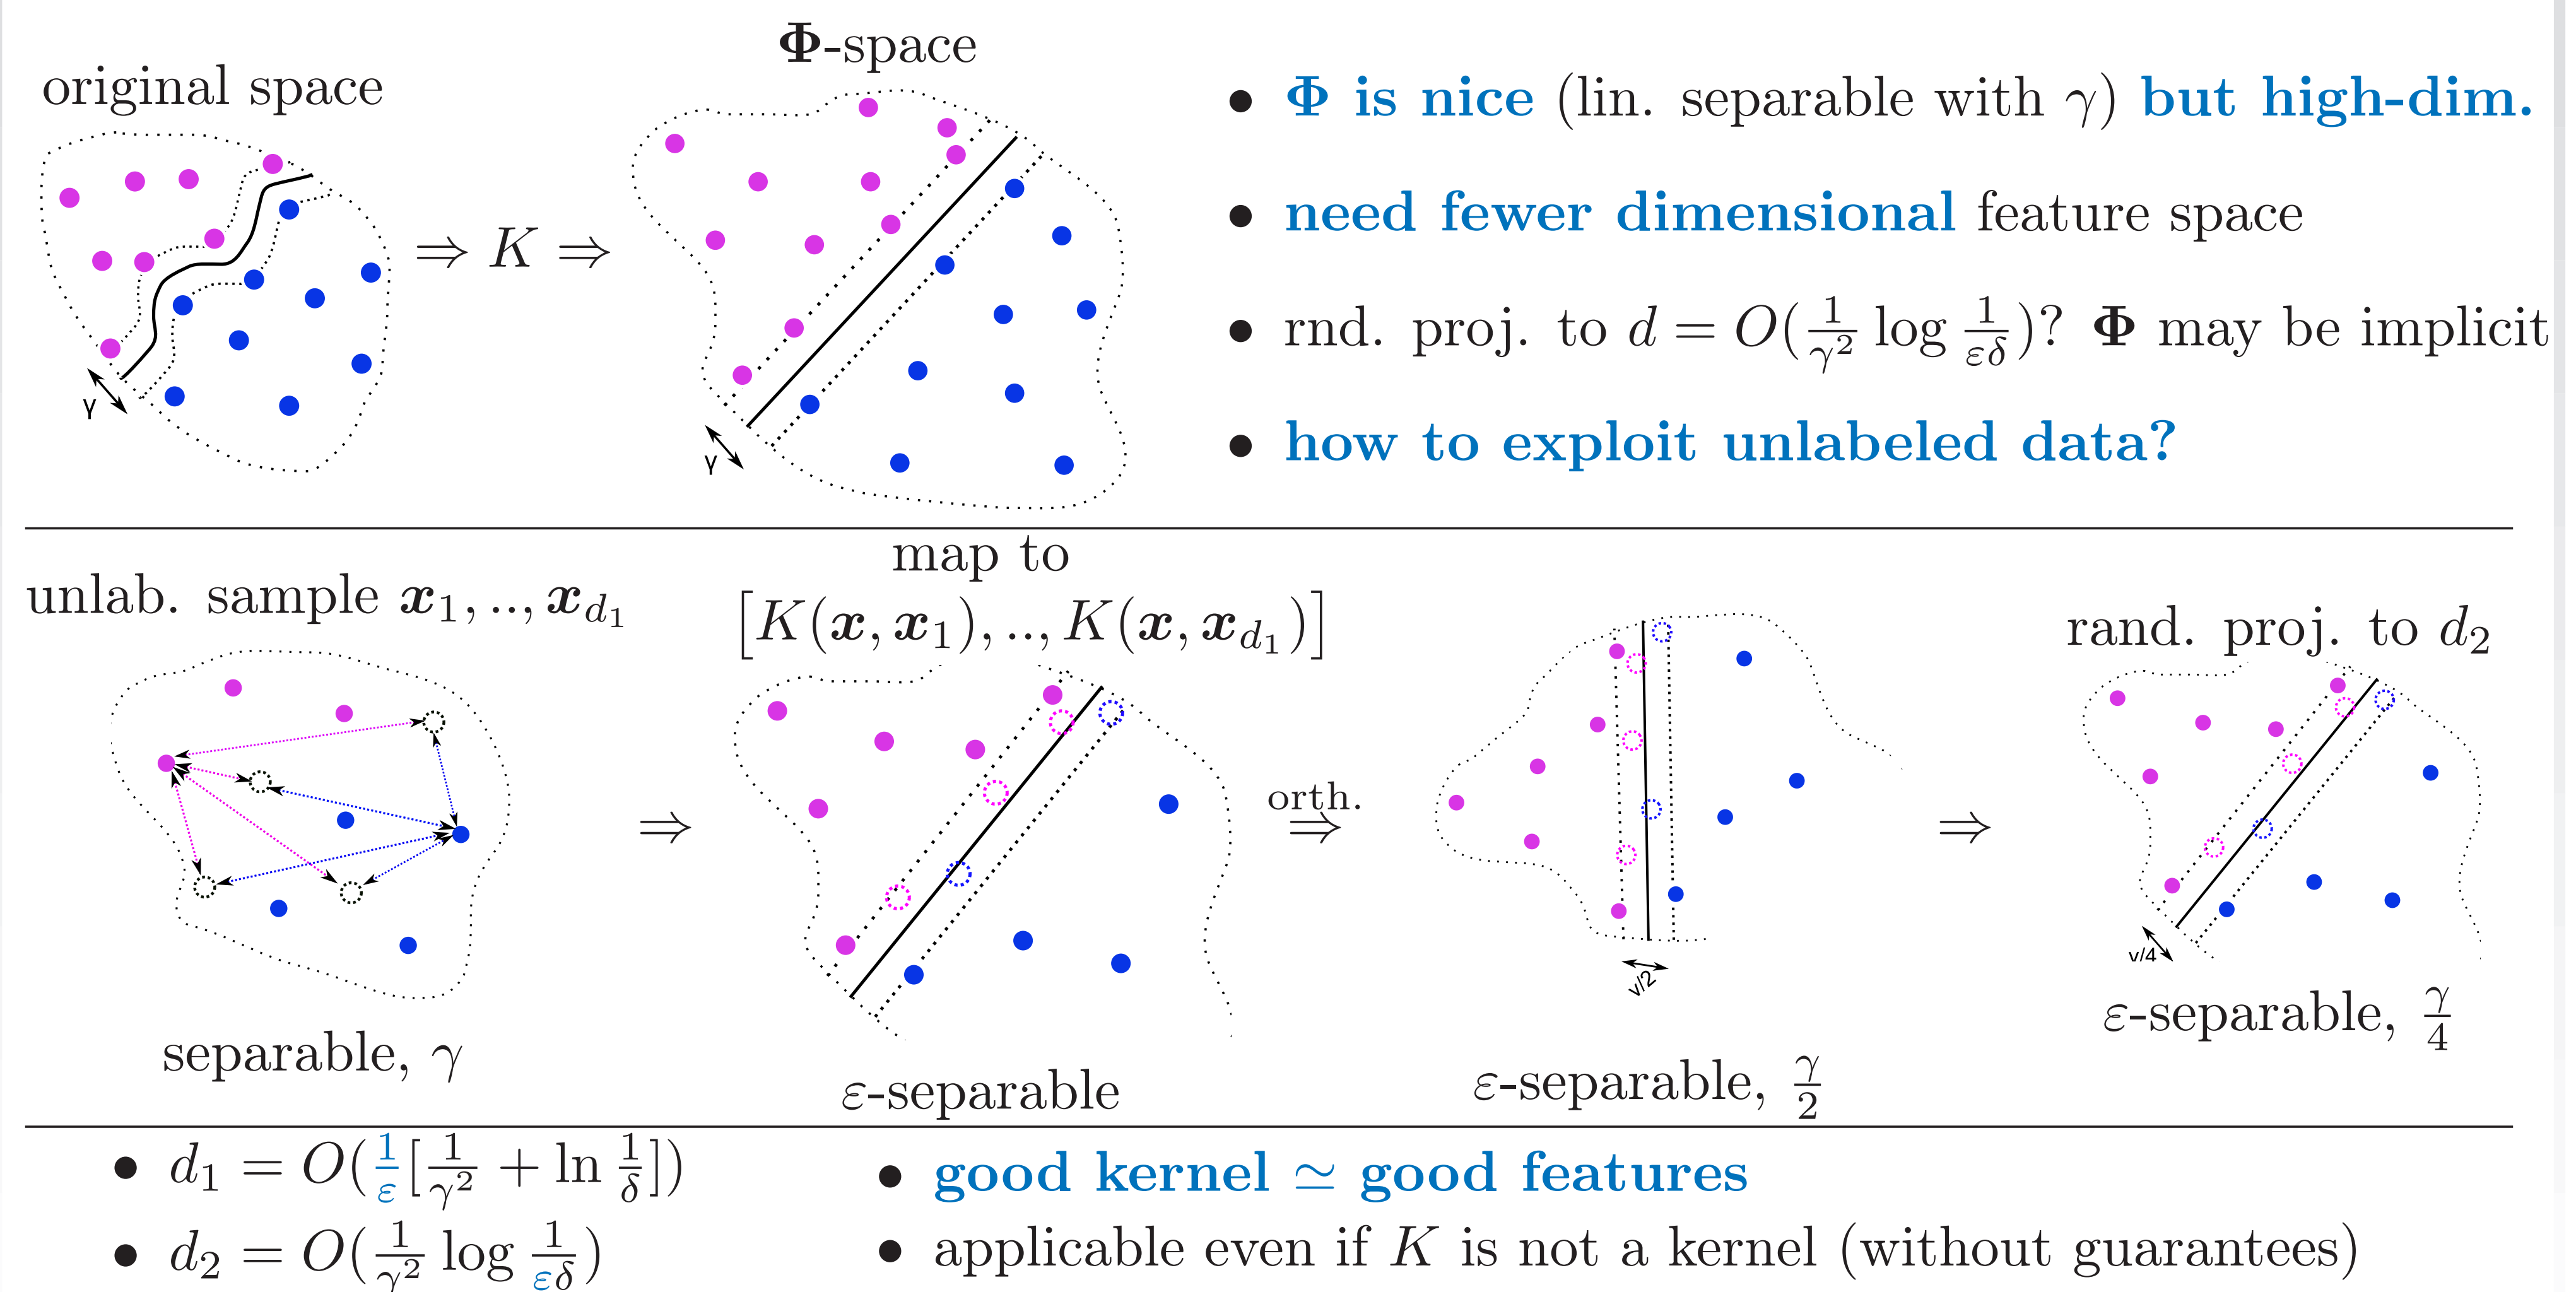 original space
⇒ K ⇒
γ
Φ-space
γ
• Φ is nice (lin. separable with γ) but high-dim.
• need fewer dimensional feature space
• rnd. proj. to d = O(1/γ² log 1/εδ)? Φ may be implicit
• how to exploit unlabeled data?
unlab. sample x₁,..,x_{d₁}
separable, γ
⇒
map to
[K(x, x₁),.., K(x, x_{d₁})]
ε-separable
orth.
⇒
γ/2
ε-separable, γ/2
⇒
rand. proj. to d₂
γ/4
ε-separable, γ/4
• d₁ = O(1/ε[1/γ² + ln 1/δ])
• d₂ = O(1/γ² log 1/εδ)
• good kernel ≃ good features
• applicable even if K is not a kernel (without guarantees)